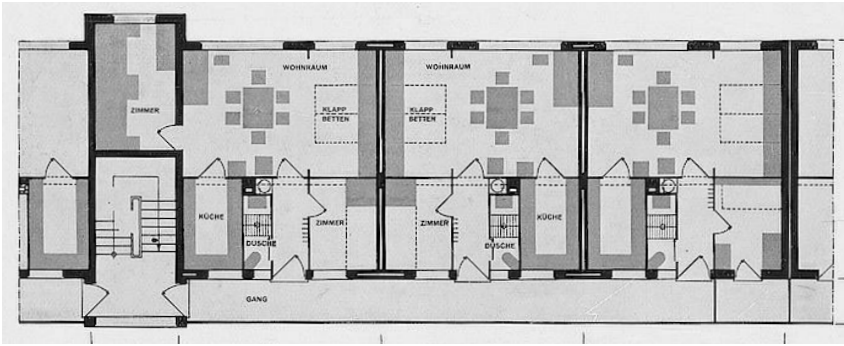 WOHNRAUM
WOHNRAUM
ZIMMER
KLAPP
BETTEN
KLAPP
BETTEN
KÜCHE
ZIMMER
ZIMMER
KÜCHE
DUSCHE
DUSCHE
GANG